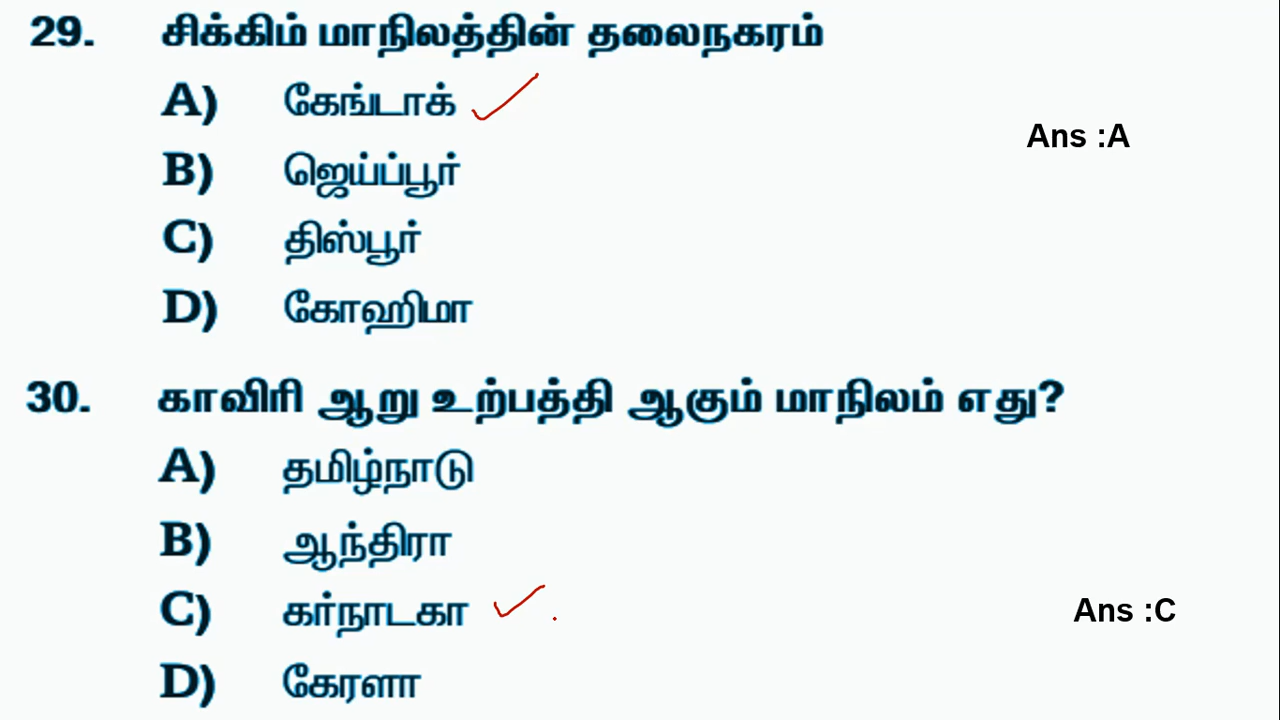 29. சிக்கிம் மாநிலத்தின் தலைநகரம்
A) கேங்டாக்
Ans :A
B) ஜெய்ப்பூர்
C) திஸ்பூர்
D) கோஹிமா
30. காவிரி ஆறு உற்பத்தி ஆகும் மாநிலம் எது?
A) தமிழ்நாடு
B) ஆந்திரா
C) கர்நாடகா
Ans :C
D) கேரளா